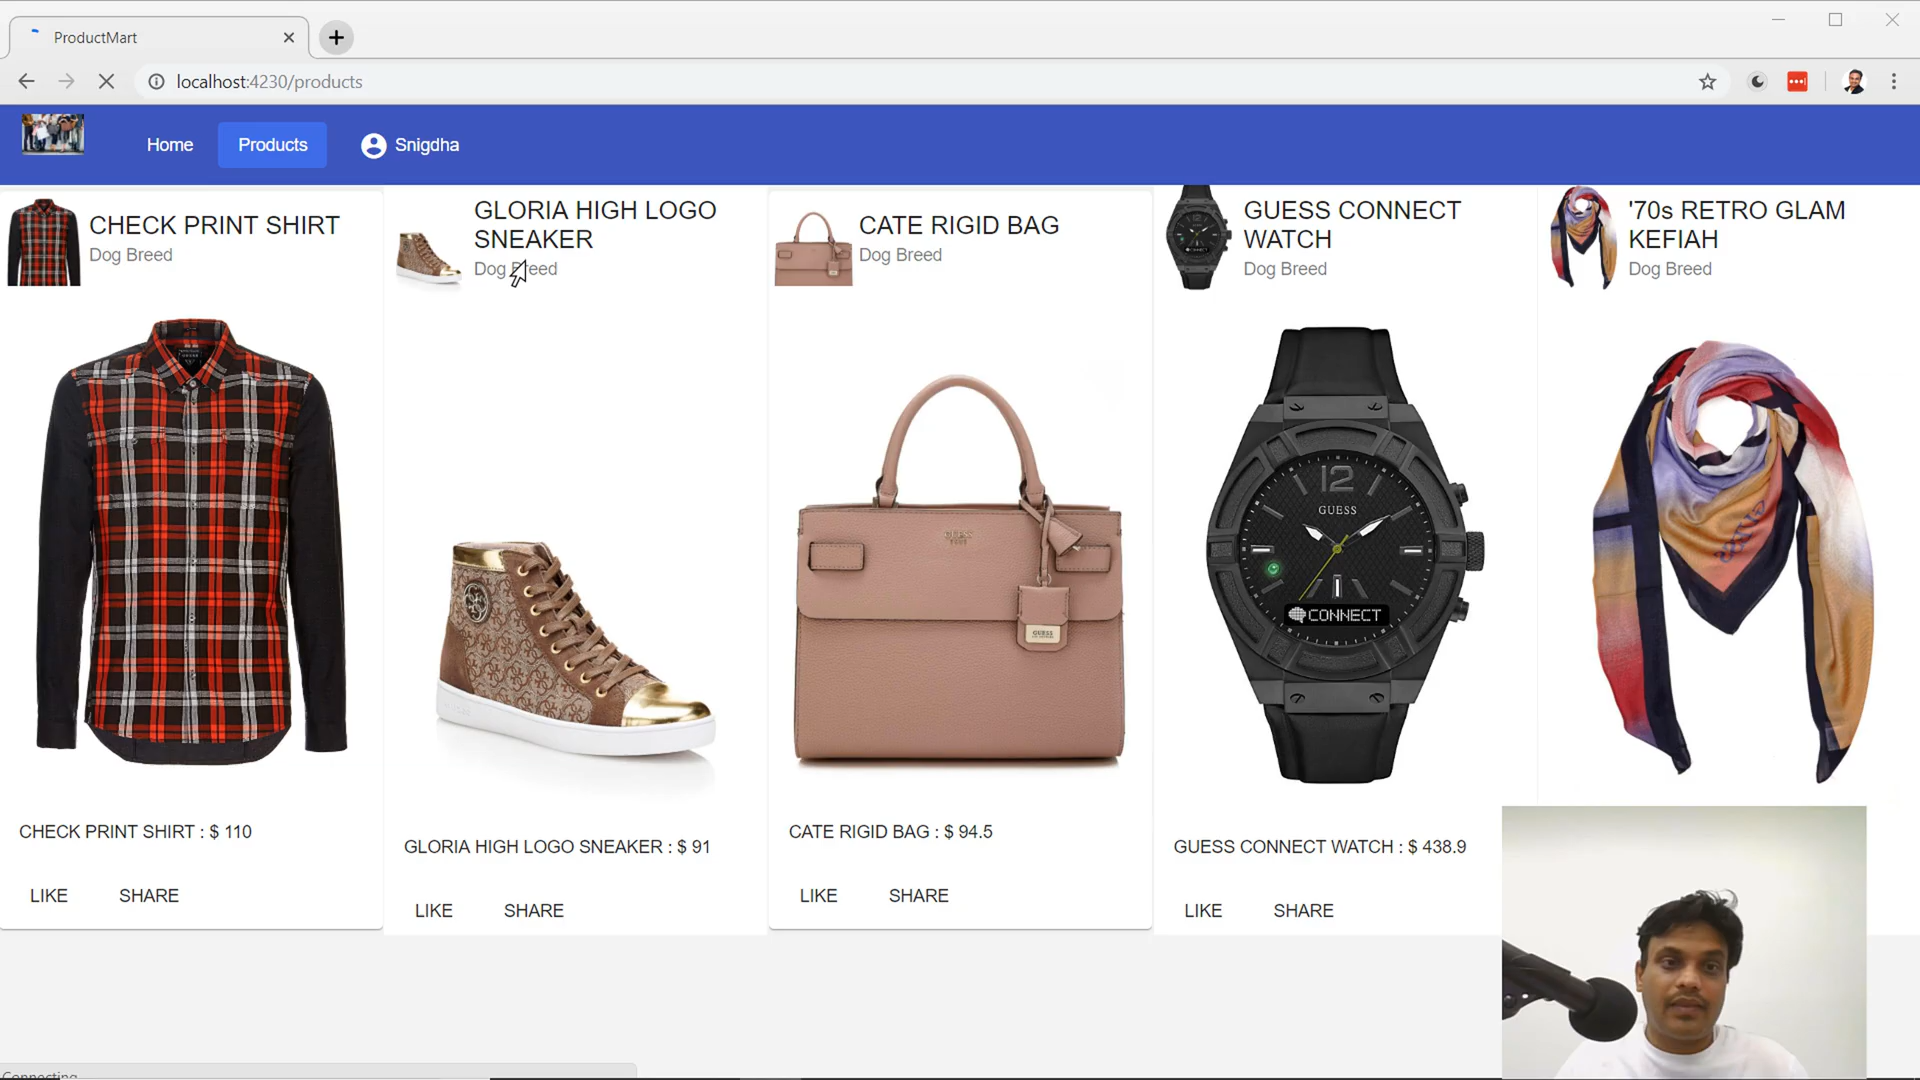 ProductMart
localhost:4230/products
Home
Products
Snigdha
CHECK PRINT SHIRT
Dog Breed
GLORIA HIGH LOGO
SNEAKER
Dog Breed
CATE RIGID BAG
Dog Breed
GUESS CONNECT
WATCH
Dog Breed
'70s RETRO GLAM
KEFIAH
Dog Breed
GUESS
12
GUESS
CONNECT
GUESS
CHECK PRINT SHIRT : $ 110
GLORIA HIGH LOGO SNEAKER : $ 91
CATE RIGID BAG : $ 94.5
GUESS CONNECT WATCH : $ 438.9
LIKE
SHARE
LIKE
SHARE
LIKE
SHARE
LIKE
SHARE
Connecting